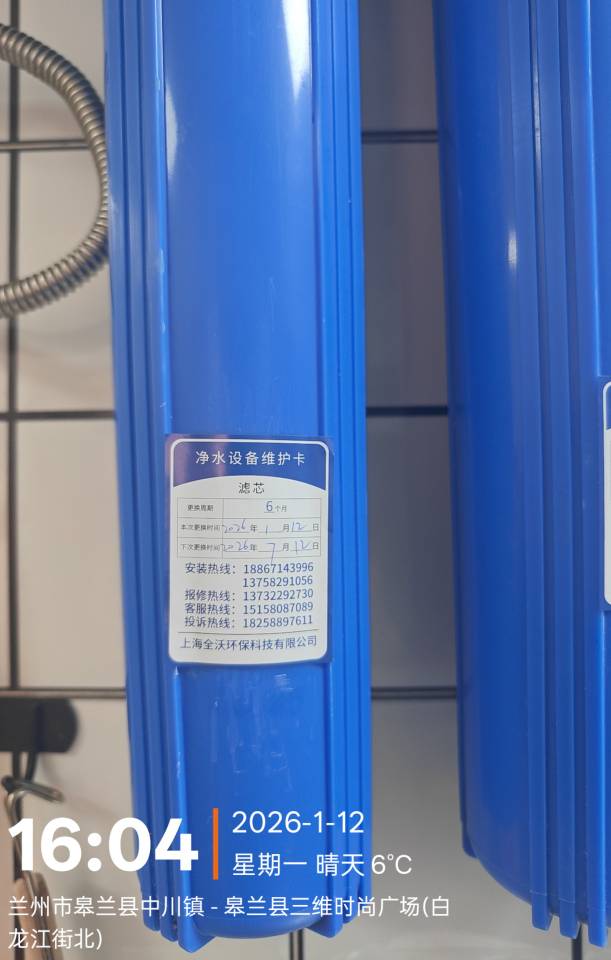 净水设备维护卡
滤芯
更换周期 6个月
本次更换时间 2026年 1月12日
下次更换时间 2026年 7月12日
安装热线：18867143996
13758291056
报修热线：13732292730
客服热线：15158087089
投诉热线：18258897611
上海全沃环保科技有限公司
16:04
2026-1-12
星期一 晴天 6℃
兰州市皋兰县中川镇 - 皋兰县三维时尚广场(白
龙江街北)